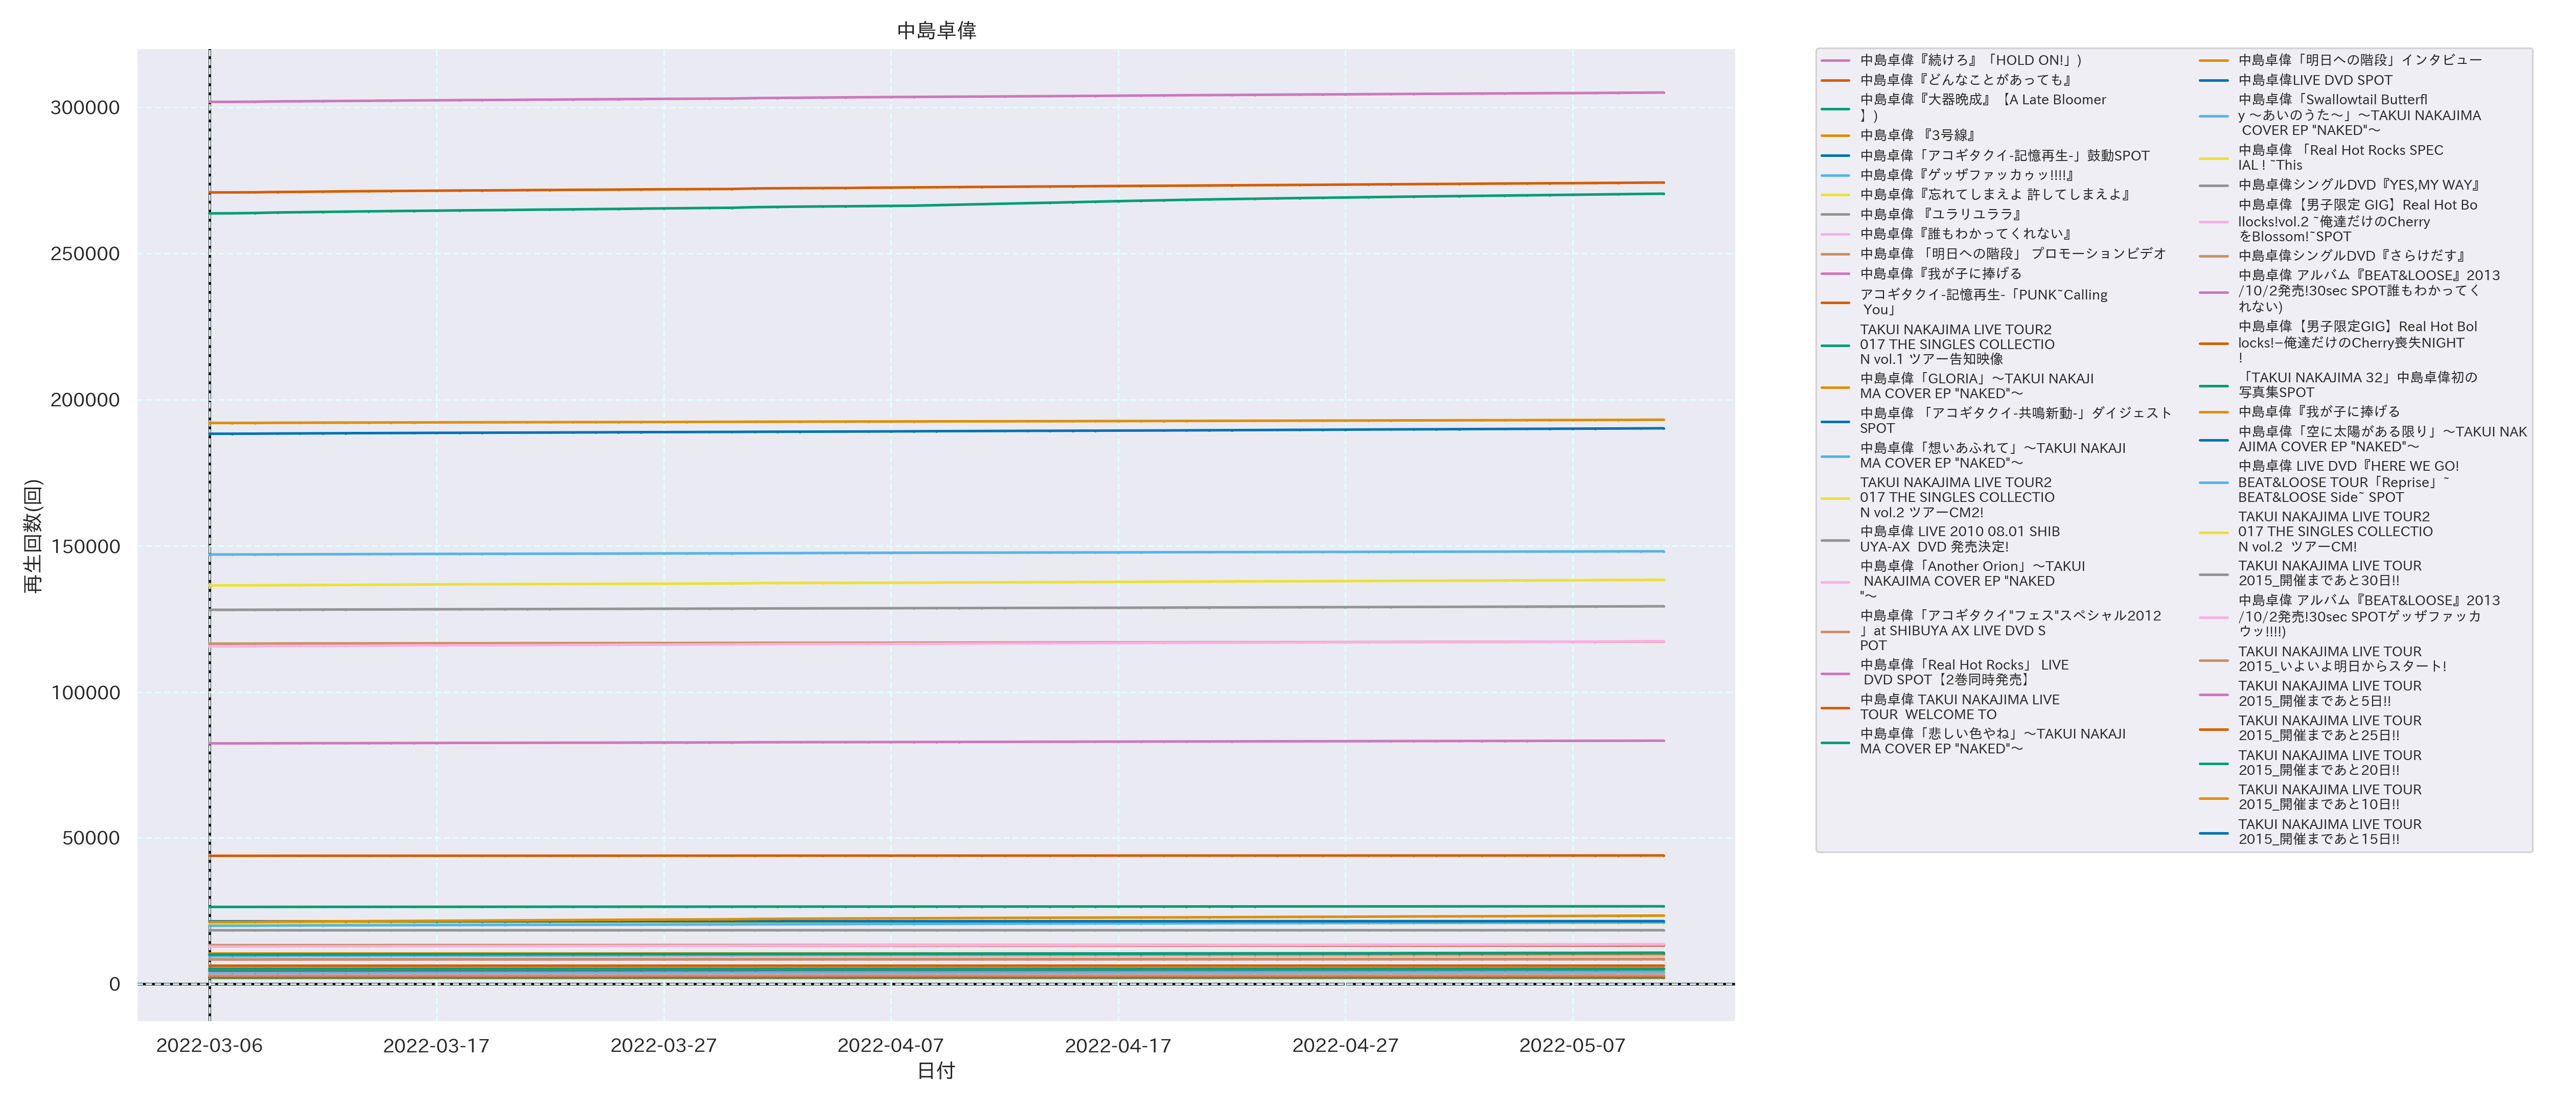 中島卓偉
300000
250000
200000
150000
100000
50000
0
再生回数(回)
2022-03-06
2022-03-17
2022-03-27
2022-04-07
2022-04-17
2022-04-27
2022-05-07
日付
中島卓偉『続けろ』「HOLD ON!」)
中島卓偉『どんなことがあっても』
中島卓偉『大器晩成』【A Late Bloomer
】)
中島卓偉 『3号線』
中島卓偉「アコギタクイ-記憶再生-」鼓動SPOT
中島卓偉『ゲッザファッカゥッ!!!!』
中島卓偉『忘れてしまえよ 許してしまえよ』
中島卓偉 『ユラリユララ』
中島卓偉『誰もわかってくれない』
中島卓偉 「明日への階段」 プロモーションビデオ
中島卓偉『我が子に捧げる
アコギタクイ-記憶再生-「PUNK~Calling
You」
TAKUI NAKAJIMA LIVE TOUR2
017 THE SINGLES COLLECTIO
N vol.1 ツアー告知映像
中島卓偉「GLORIA」〜TAKUI NAKAJI
MA COVER EP "NAKED"〜
中島卓偉 「アコギタクイ-共鳴新動-」ダイジェスト
SPOT
中島卓偉「想いあふれて」〜TAKUI NAKAJI
MA COVER EP "NAKED"〜
TAKUI NAKAJIMA LIVE TOUR2
017 THE SINGLES COLLECTIO
N vol.2 ツアーCM2!
中島卓偉 LIVE 2010 08.01 SHIB
UYA-AX  DVD 発売決定!
中島卓偉「Another Orion」〜TAKUI
NAKAJIMA COVER EP "NAKED
"〜
中島卓偉「アコギタクイ"フェス"スペシャル2012
」at SHIBUYA AX LIVE DVD S
POT
中島卓偉「Real Hot Rocks」 LIVE
DVD SPOT【2巻同時発売】
中島卓偉 TAKUI NAKAJIMA LIVE
TOUR  WELCOME TO
中島卓偉「悲しい色やね」〜TAKUI NAKAJI
MA COVER EP "NAKED"〜
中島卓偉「明日への階段」インタビュー
中島卓偉LIVE DVD SPOT
中島卓偉「Swallowtail Butterfl
y 〜あいのうた〜」〜TAKUI NAKAJIMA
COVER EP "NAKED"〜
中島卓偉 「Real Hot Rocks SPEC
IAL ! ~This
中島卓偉シングルDVD『YES,MY WAY』
中島卓偉【男子限定 GIG】Real Hot Bo
llocks!vol.2 ~俺達だけのCherry
をBlossom!~SPOT
中島卓偉シングルDVD『さらけだす』
中島卓偉 アルバム『BEAT&LOOSE』2013
/10/2発売!30sec SPOT誰もわかってく
れない)
中島卓偉【男子限定GIG】Real Hot Bol
locks!−俺達だけのCherry喪失NIGHT
!
「TAKUI NAKAJIMA 32」中島卓偉初の
写真集SPOT
中島卓偉『我が子に捧げる
中島卓偉「空に太陽がある限り」〜TAKUI NAK
AJIMA COVER EP "NAKED"〜
中島卓偉 LIVE DVD『HERE WE GO!
BEAT&LOOSE TOUR「Reprise」~
BEAT&LOOSE Side~ SPOT
TAKUI NAKAJIMA LIVE TOUR2
017 THE SINGLES COLLECTIO
N vol.2  ツアーCM!
TAKUI NAKAJIMA LIVE TOUR
2015_開催まであと30日!!
中島卓偉 アルバム『BEAT&LOOSE』2013
/10/2発売!30sec SPOTゲッザファッカ
ウッ!!!!)
TAKUI NAKAJIMA LIVE TOUR
2015_いよいよ明日からスタート!
TAKUI NAKAJIMA LIVE TOUR
2015_開催まであと5日!!
TAKUI NAKAJIMA LIVE TOUR
2015_開催まであと25日!!
TAKUI NAKAJIMA LIVE TOUR
2015_開催まであと20日!!
TAKUI NAKAJIMA LIVE TOUR
2015_開催まであと10日!!
TAKUI NAKAJIMA LIVE TOUR
2015_開催まであと15日!!